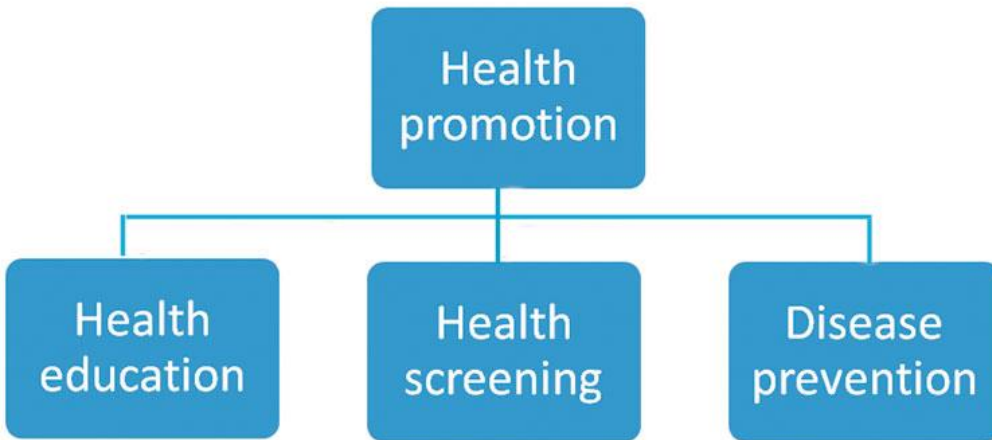 Health
promotion
Health
education
Health
screening
Disease
prevention